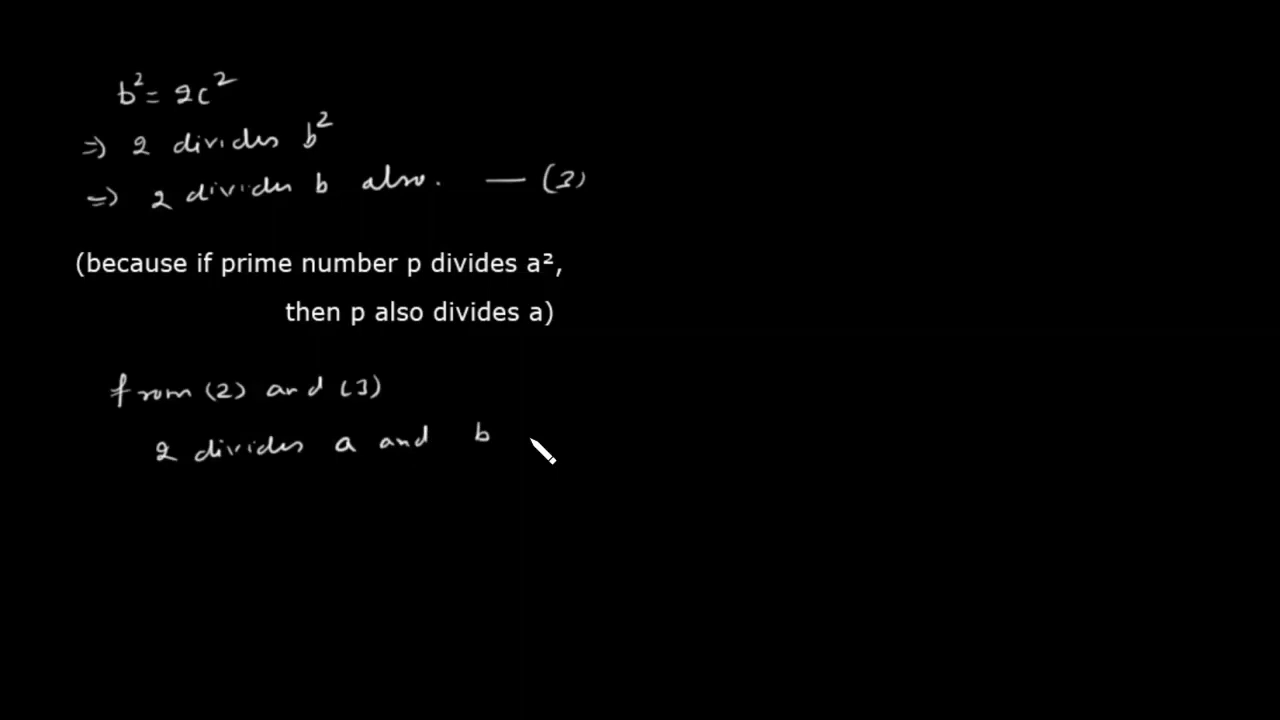 b² = 2c²
⇒ 2 divides b²
⇒ 2 divides b also. — (3)
(because if prime number p divides a²,
then p also divides a)
from (2) and (3)
2 divides a and b